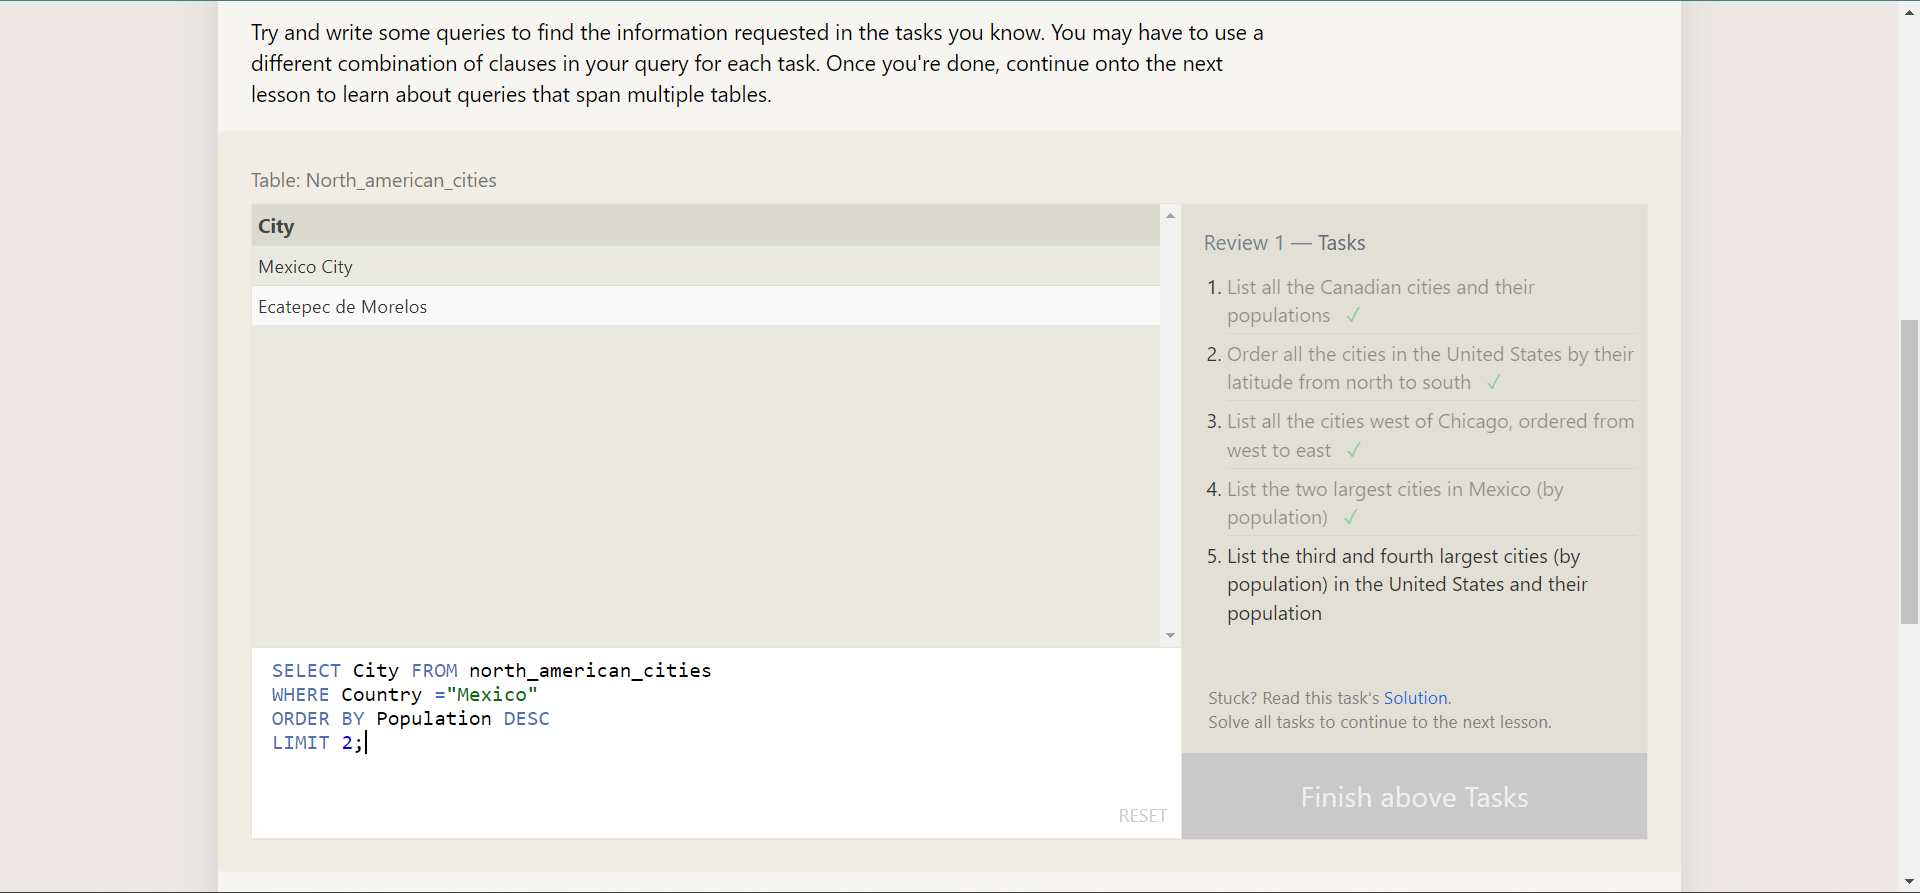 Try and write some queries to find the information requested in the tasks you know. You may have to use a
different combination of clauses in your query for each task. Once you're done, continue onto the next
lesson to learn about queries that span multiple tables.
Table: North_american_cities
City
Mexico City
Ecatepec de Morelos
SELECT City FROM north_american_cities
WHERE Country ="Mexico"
ORDER BY Population DESC
LIMIT 2;
RESET
Review 1 — Tasks
1. List all the Canadian cities and their
populations ✓
2. Order all the cities in the United States by their
latitude from north to south ✓
3. List all the cities west of Chicago, ordered from
west to east ✓
4. List the two largest cities in Mexico (by
population) ✓
5. List the third and fourth largest cities (by
population) in the United States and their
population
Stuck? Read this task's Solution.
Solve all tasks to continue to the next lesson.
Finish above Tasks